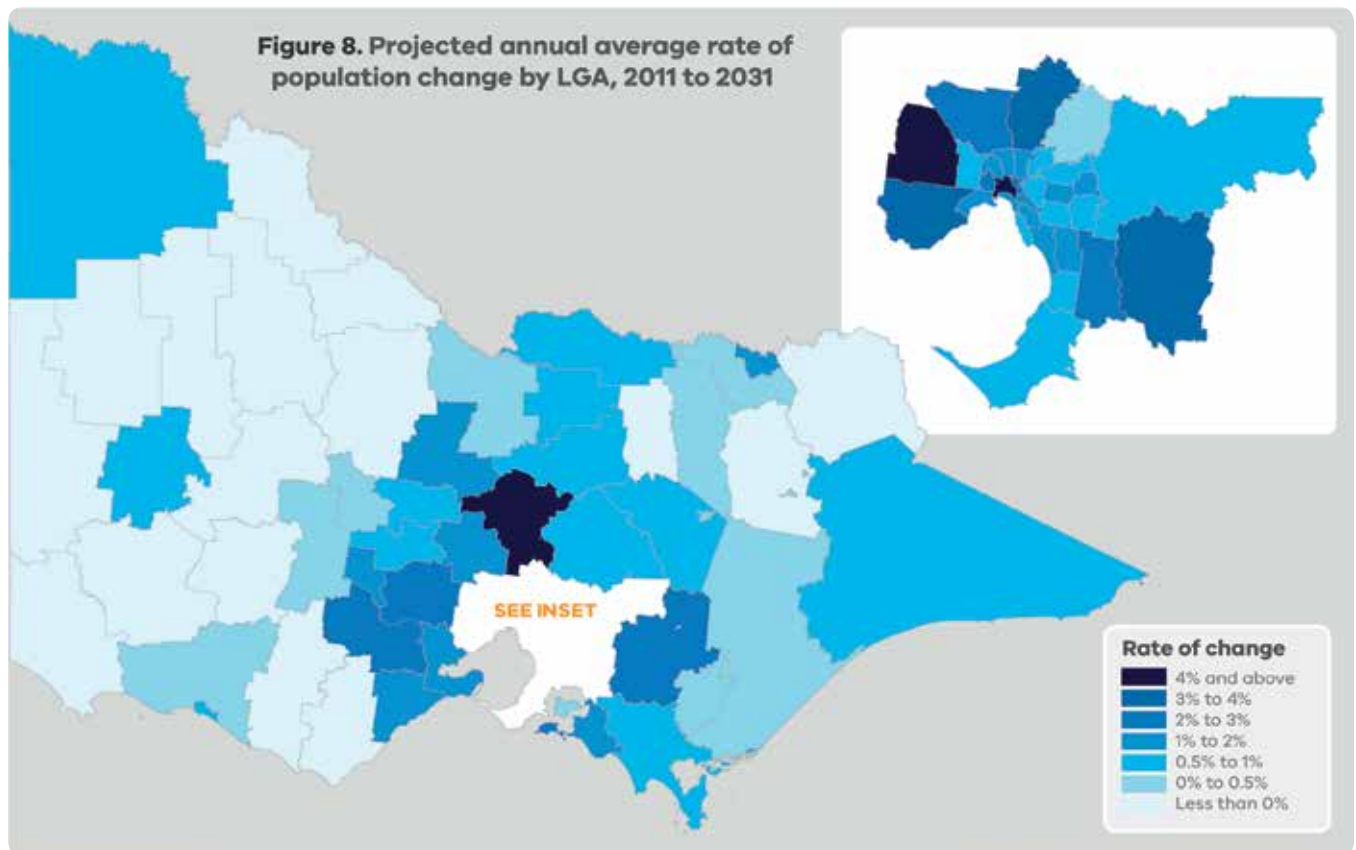 Figure 8. Projected annual average rate of
population change by LGA, 2011 to 2031
SEE INSET
Rate of change
4% and above
3% to 4%
2% to 3%
1% to 2%
0.5% to 1%
0% to 0.5%
Less than 0%